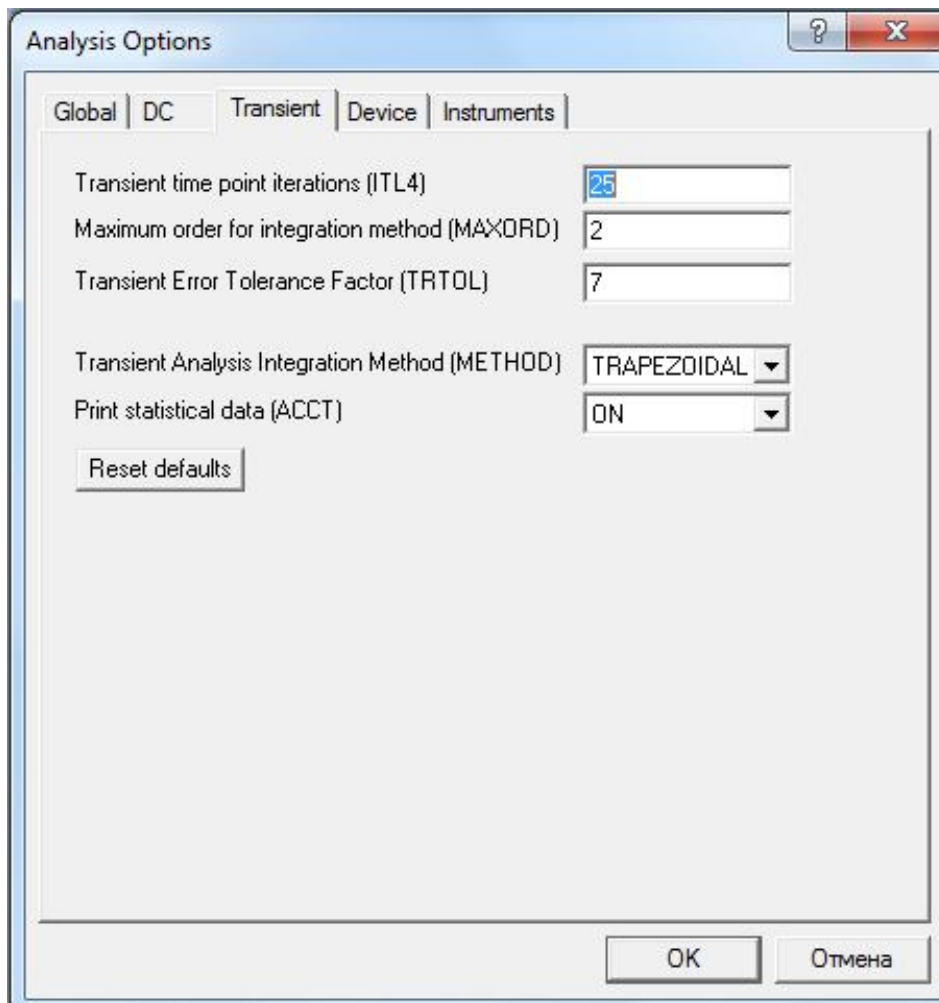 Analysis Options
Global DC Transient Device Instruments
Transient time point iterations (ITL4) 25
Maximum order for integration method (MAXORD) 2
Transient Error Tolerance Factor (TRTOL) 7
Transient Analysis Integration Method (METHOD) TRAPEZOIDAL
Print statistical data (ACCT) ON
Reset defaults
OK Отмена